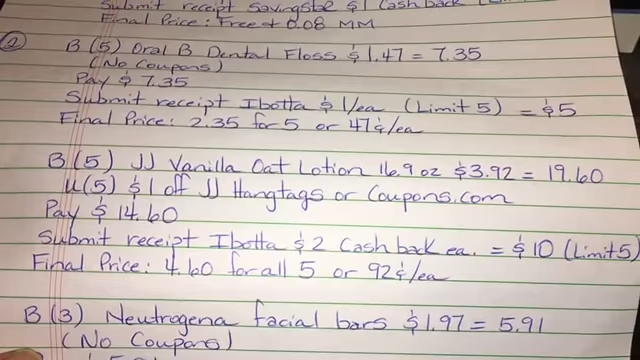 Submit receipt Savingstar $1 Cash back
Final Price: Free + 0.08 MM
2
B (5) Oral B Dental Floss $1.47 = 7.35
(No Coupons)
Pay $7.35
Submit receipt Ibotta $1/ea (Limit 5) = $5
Final Price: 2.35 for 5 or 47¢/ea
B (5) JJ Vanilla Oat Lotion 16.9 oz $3.92 = 19.60
U (5) $1 off JJ Hangtags or Coupons.com
Pay $14.60
Submit receipt Ibotta $2 Cash back ea. = $10 (Limit 5)
Final Price: 4.60 for all 5 or 92¢/ea
B (3) Neutrogena facial bars $1.97 = 5.91
(No Coupons)